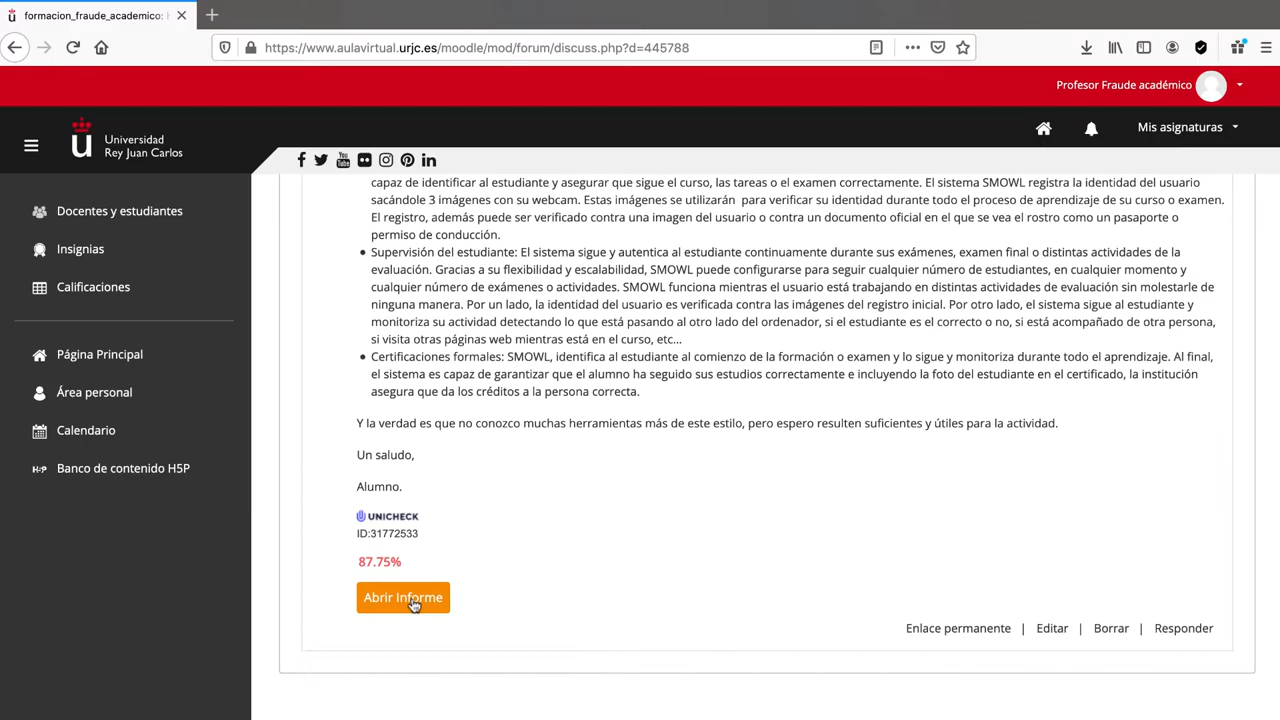 formacion_fraude_academico:
https://www.aulavirtual.urjc.es/moodle/mod/forum/discuss.php?d=445788
Profesor Fraude académico
Universidad
Rey Juan Carlos
Mis asignaturas
Docentes y estudiantes
Insignias
Calificaciones
Página Principal
Área personal
Calendario
H-P Banco de contenido H5P
capaz de identificar al estudiante y asegurar que sigue el curso, las tareas o el examen correctamente. El sistema SMOWL registra la identidad del usuario
sacándole 3 imágenes con su webcam. Estas imágenes se utilizarán para verificar su identidad durante todo el proceso de aprendizaje de su curso o examen.
El registro, además puede ser verificado contra una imagen del usuario o contra un documento oficial en el que se vea el rostro como un pasaporte o
permiso de conducción.
• Supervisión del estudiante: El sistema sigue y autentica al estudiante continuamente durante sus exámenes, examen final o distintas actividades de la
evaluación. Gracias a su flexibilidad y escalabilidad, SMOWL puede configurarse para seguir cualquier número de estudiantes, en cualquier momento y
cualquier número de exámenes o actividades. SMOWL funciona mientras el usuario está trabajando en distintas actividades de evaluación sin molestarle de
ninguna manera. Por un lado, la identidad del usuario es verificada contra las imágenes del registro inicial. Por otro lado, el sistema sigue al estudiante y
monitoriza su actividad detectando lo que está pasando al otro lado del ordenador, si el estudiante es el correcto o no, si está acompañado de otra persona,
si visita otras páginas web mientras está en el curso, etc...
• Certificaciones formales: SMOWL, identifica al estudiante al comienzo de la formación o examen y lo sigue y monitoriza durante todo el aprendizaje. Al final,
el sistema es capaz de garantizar que el alumno ha seguido sus estudios correctamente e incluyendo la foto del estudiante en el certificado, la institución
asegura que da los créditos a la persona correcta.
Y la verdad es que no conozco muchas herramientas más de este estilo, pero espero resulten suficientes y útiles para la actividad.
Un saludo,
Alumno.
UNICHECK
ID:31772533
87.75%
Abrir Informe
Enlace permanente | Editar | Borrar | Responder